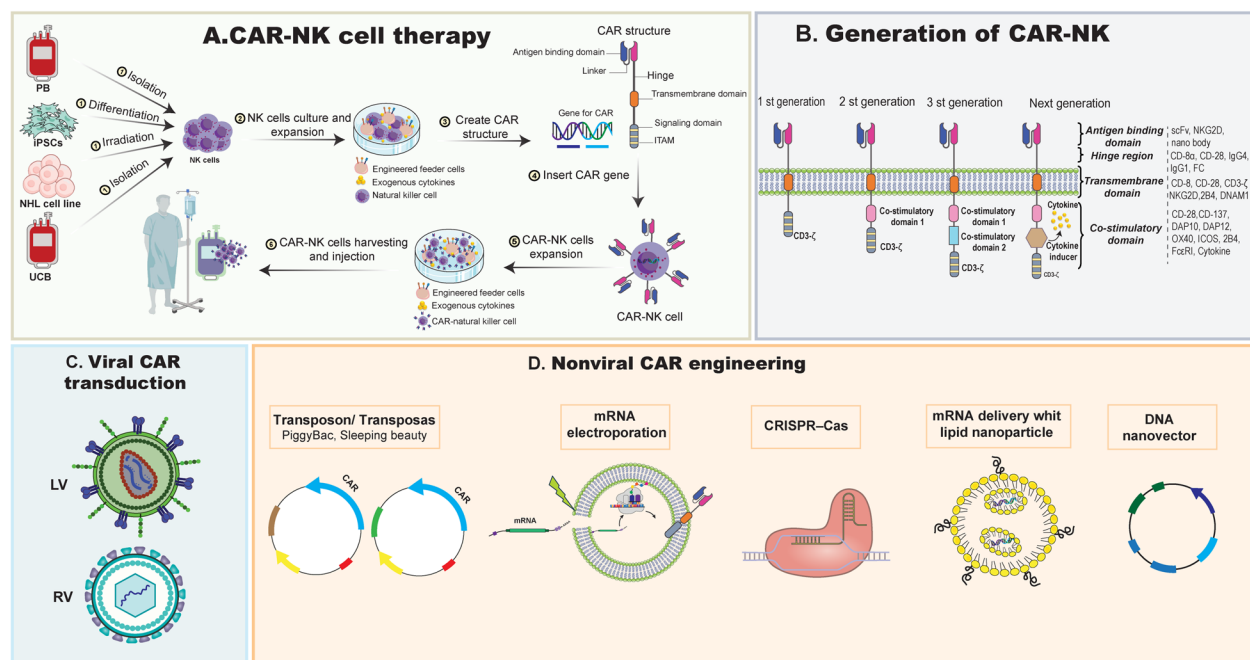 A.CAR-NK cell therapy
PB
iPSCs
NHL cell line
UCB
1 Isolation
1 Differentiation
1 Irradiation
1 Isolation
NK cells
2 NK cells culture and
expansion
Engineered feeder cells
Exogenous cytokines
Natural killer cell
3 Create CAR
structure
Gene for CAR
CAR structure
Antigen binding domain
Linker
Hinge
Transmembrane domain
Signaling domain
ITAM
4 Insert CAR gene
CAR-NK cell
5 CAR-NK cells
expansion
Engineered feeder cells
Exogenous cytokines
CAR-natural killer cell
6 CAR-NK cells harvesting
and injection
B. Generation of CAR-NK
1 st generation
2 st generation
3 st generation
Next generation
CD3-ζ
Co-stimulatory
domain 1
CD3-ζ
Co-stimulatory
domain 1
Co-stimulatory
domain 2
CD3-ζ
Cytokine
Cytokine
inducer
CD3-ζ
Antigen binding
domain
scFv, NKG2D,
nano body
Hinge region
CD-8α, CD-28, IgG4,
IgG1, FC
Transmembrane
domain
CD-8, CD-28, CD3-ζ
NKG2D,2B4, DNAM1
Co-stimulatory
domain
CD-28,CD-137,
DAP10, DAP12,
OX40, ICOS, 2B4,
FcεRI, Cytokine
C. Viral CAR
transduction
LV
RV
D. Nonviral CAR engineering
Transposon/ Transposas
PiggyBac, Sleeping beauty
CAR
CAR
mRNA
electroporation
mRNA
CRISPR–Cas
mRNA delivery whit
lipid nanoparticle
DNA
nanovector